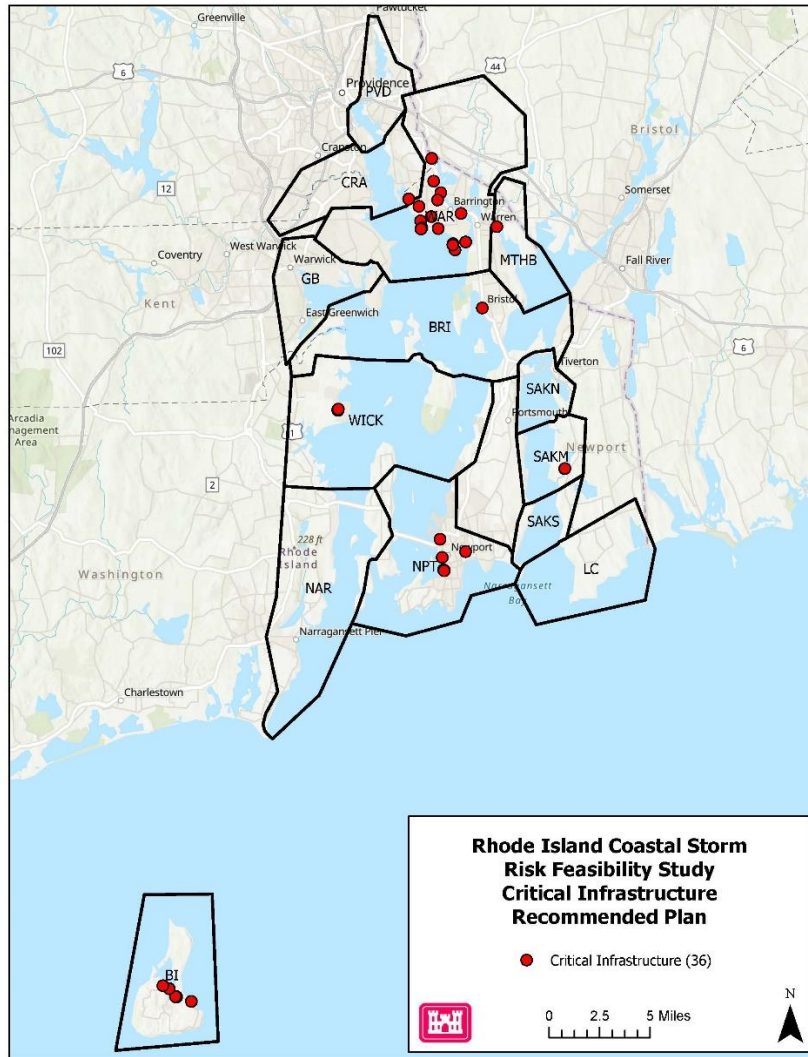 Pawtucket
Greenville
44
6
Providence
PVD
Bristol
Cranston
CRA
12
Somerset
Barrington
WAR
Warren
Coventry
West Warwick
Warwick
MTHB
Fall River
GB
Kent
Bristol
East Greenwich
BRI
102
6
Tiverton
SAKN
Arcadia
Management
Area
WICK
Portsmouth
1
Newport
SAKM
2
SAKS
228 ft
Rhode
Island
Newport
Washington
NPT
LC
NAR
Narragansett
Bay
Narragansett Pier
Charlestown
Rhode Island Coastal Storm
Risk Feasibility Study
Critical Infrastructure
Recommended Plan
Critical Infrastructure (36)
BI
N
0 2.5 5 Miles